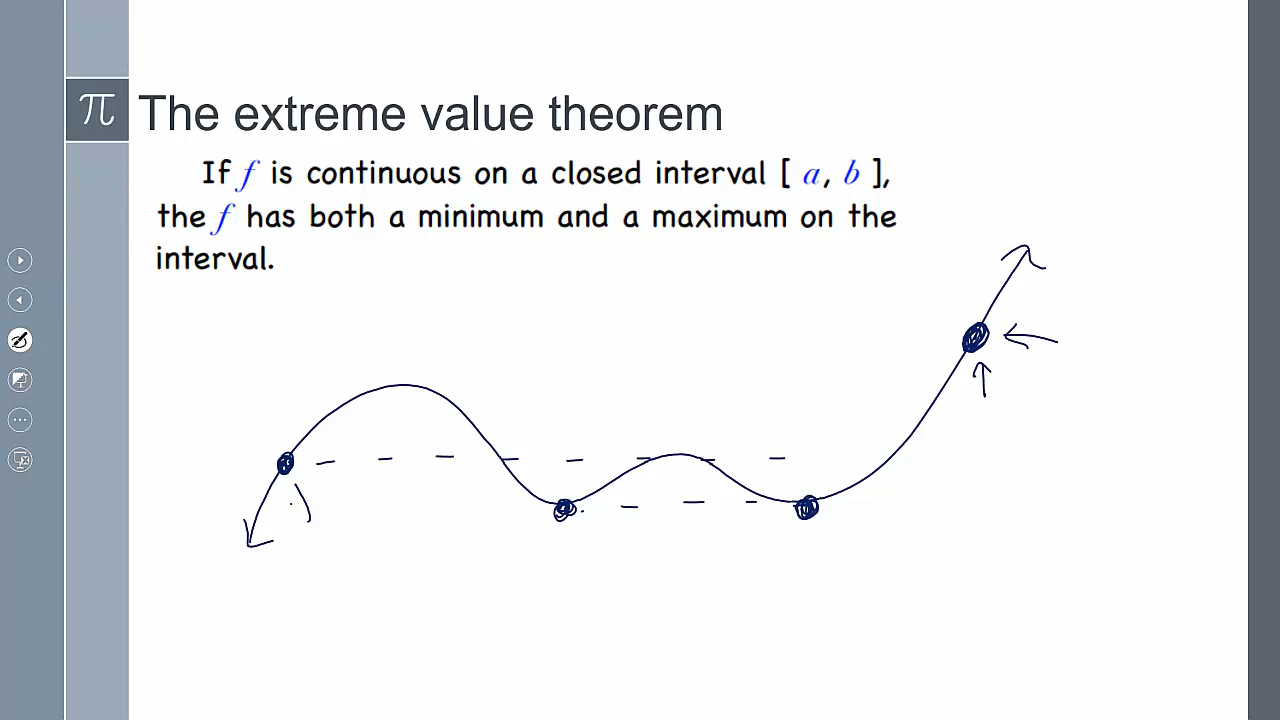 π The extreme value theorem
If f is continuous on a closed interval [ a, b ],
the f has both a minimum and a maximum on the
interval.